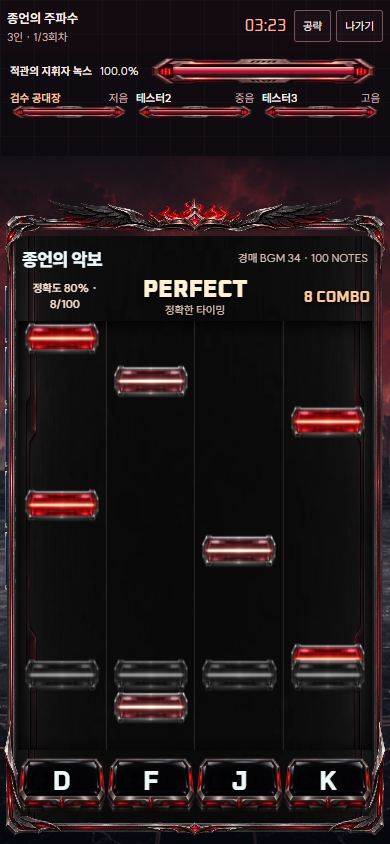 종언의 주파수
3인 · 1/3회차
03:23
공략
나가기
적관의 지휘자 녹스 100.0%
검수 공대장 저음
테스터2 중음
테스터3 고음
종언의 악보
경매 BGM 34 · 100 NOTES
정확도 80% ·
8/100
PERFECT
정확한 타이밍
8 COMBO
D F J K